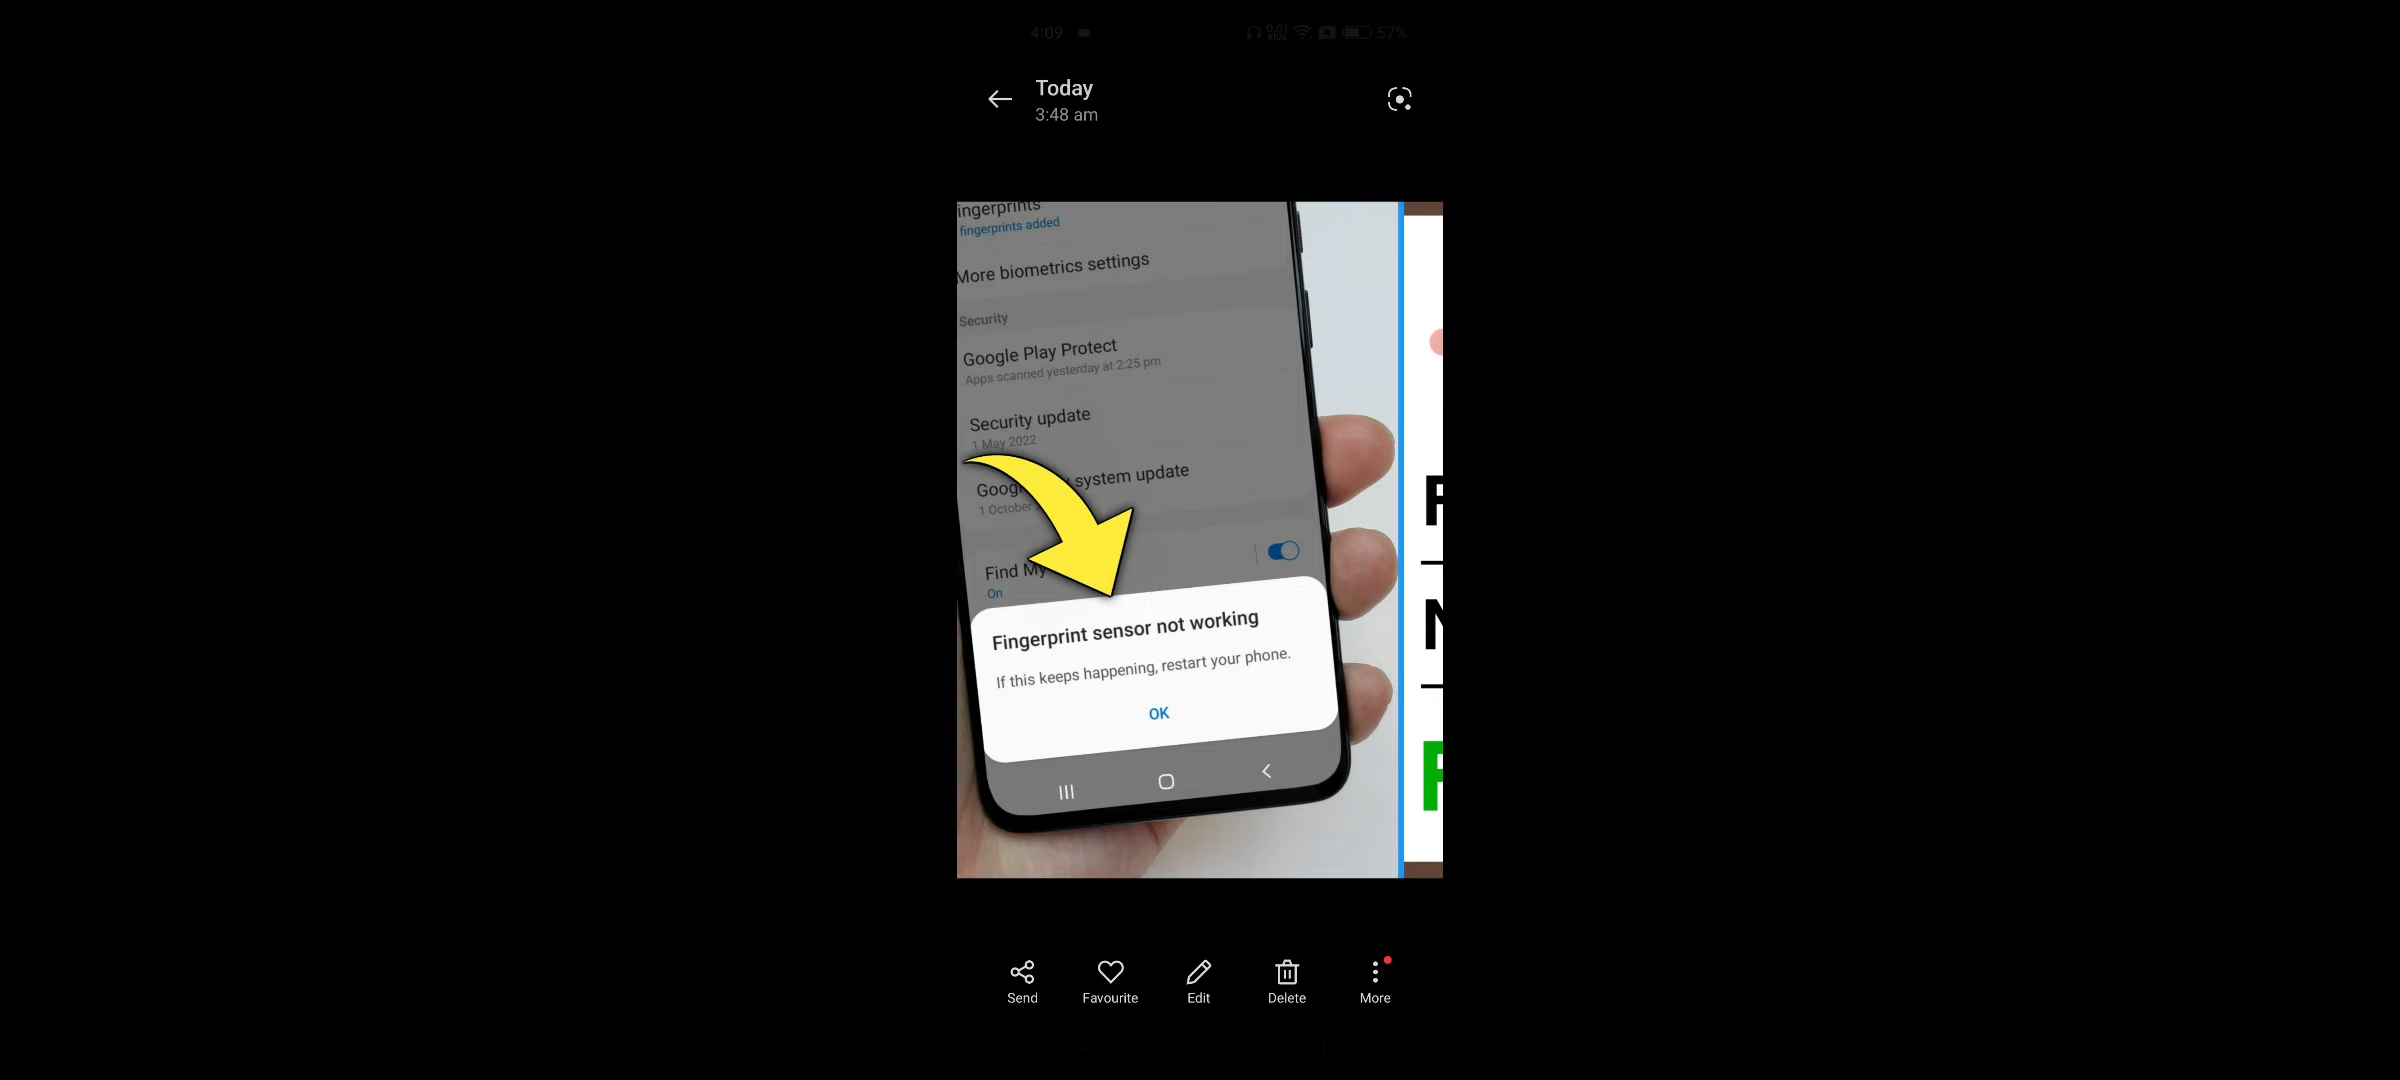 4:09
57%
Today
3:48 am
ingerprints
fingerprints added
More biometrics settings
Security
Google Play Protect
Apps scanned yesterday at 2:25 pm
Security update
1 May 2022
system update
1 October
Find My
On
Fingerprint sensor not working
If this keeps happening, restart your phone.
OK
Send
Favourite
Edit
Delete
More